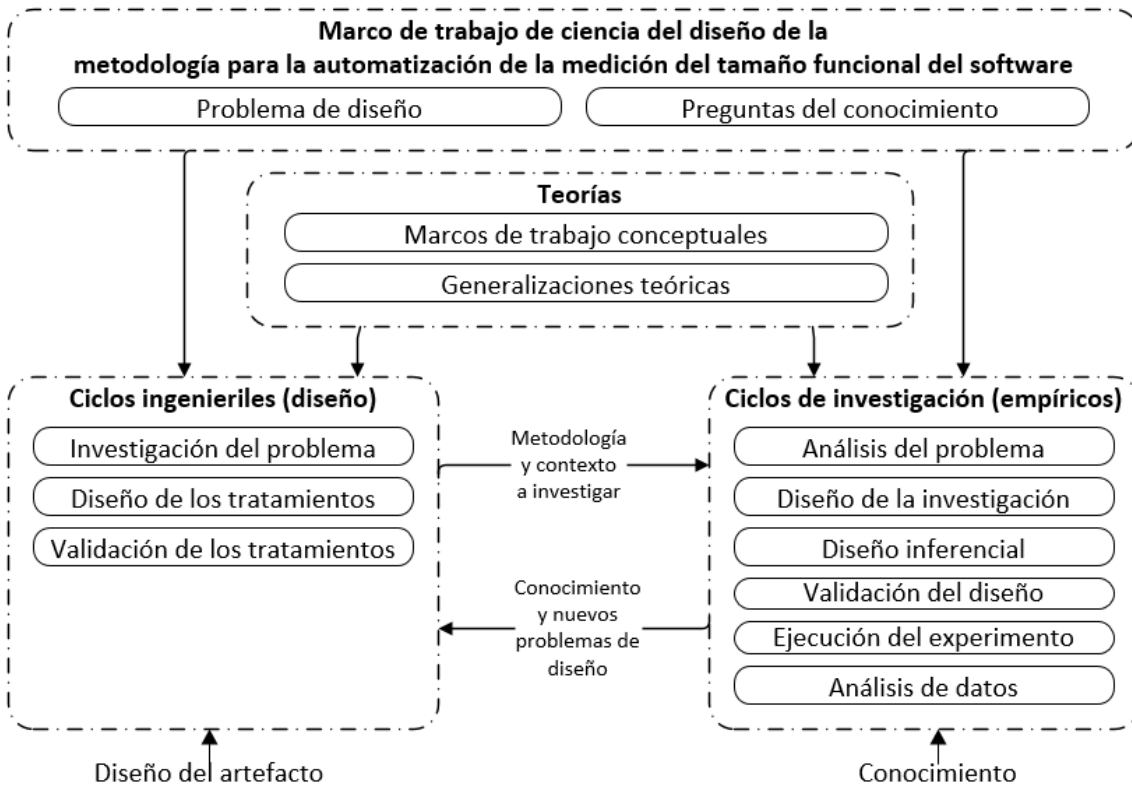 Marco de trabajo de ciencia del diseño de la
metodología para la automatización de la medición del tamaño funcional del software
Problema de diseño
Preguntas del conocimiento
Teorías
Marcos de trabajo conceptuales
Generalizaciones teóricas
Ciclos ingenieriles (diseño)
Investigación del problema
Diseño de los tratamientos
Validación de los tratamientos
Metodología
y contexto
a investigar
Conocimiento
y nuevos
problemas de
diseño
Ciclos de investigación (empíricos)
Análisis del problema
Diseño de la investigación
Diseño inferencial
Validación del diseño
Ejecución del experimento
Análisis de datos
Diseño del artefacto
Conocimiento